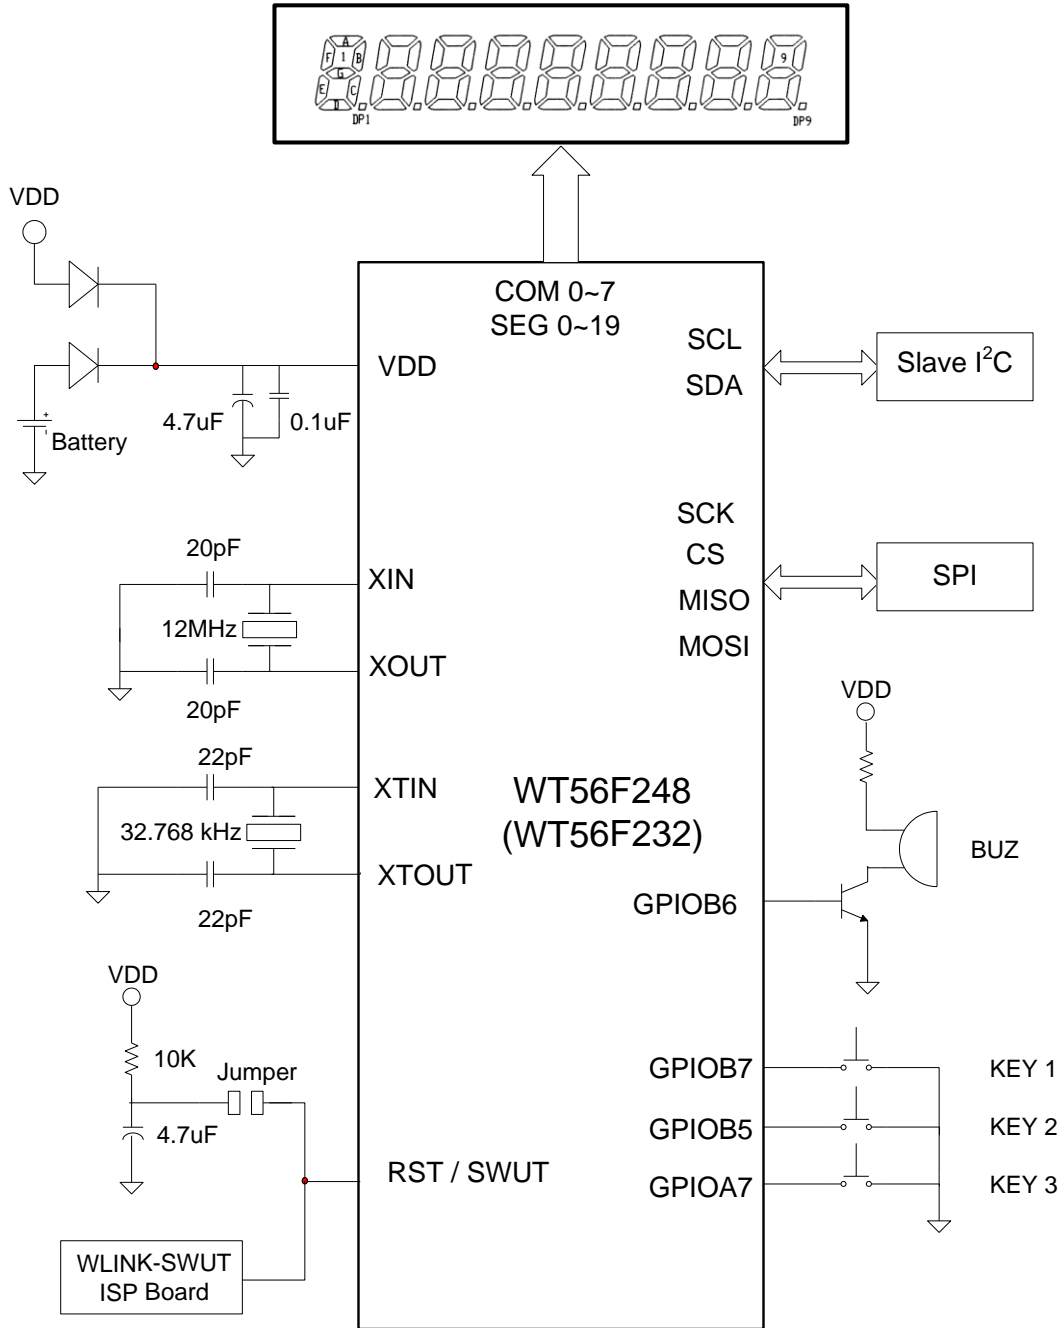 A
F 1 B
G
E C
D
DP1
9
DP9
VDD
COM 0~7
SEG 0~19
VDD
SCL
SDA
Slave I²C
4.7uF
0.1uF
+
-
Battery
20pF
XIN
12MHz
XOUT
20pF
SCK
CS
MISO
MOSI
SPI
VDD
22pF
XTIN
32.768 kHz
XTOUT
22pF
WT56F248
(WT56F232)
BUZ
GPIOB6
VDD
10K
Jumper
4.7uF
RST / SWUT
GPIOB7
KEY 1
GPIOB5
KEY 2
GPIOA7
KEY 3
WLINK-SWUT
ISP Board